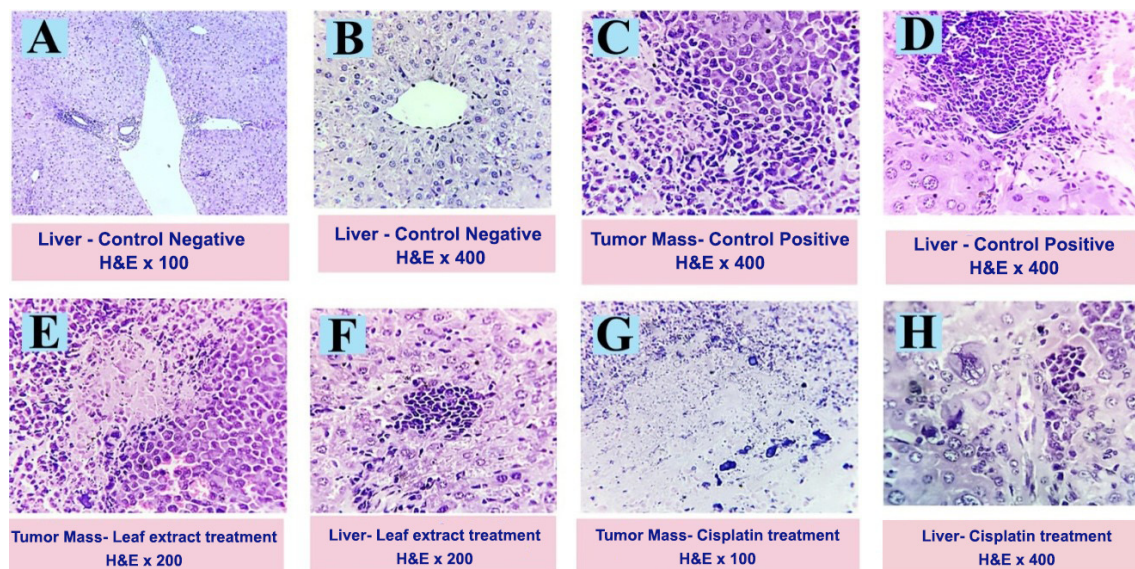 A
B
C
D
Liver - Control Negative
H&E x 100
Liver - Control Negative
H&E x 400
Tumor Mass- Control Positive
H&E x 400
Liver - Control Positive
H&E x 400
E
F
G
H
Tumor Mass- Leaf extract treatment
H&E x 200
Liver- Leaf extract treatment
H&E x 200
Tumor Mass- Cisplatin treatment
H&E x 100
Liver- Cisplatin treatment
H&E x 400